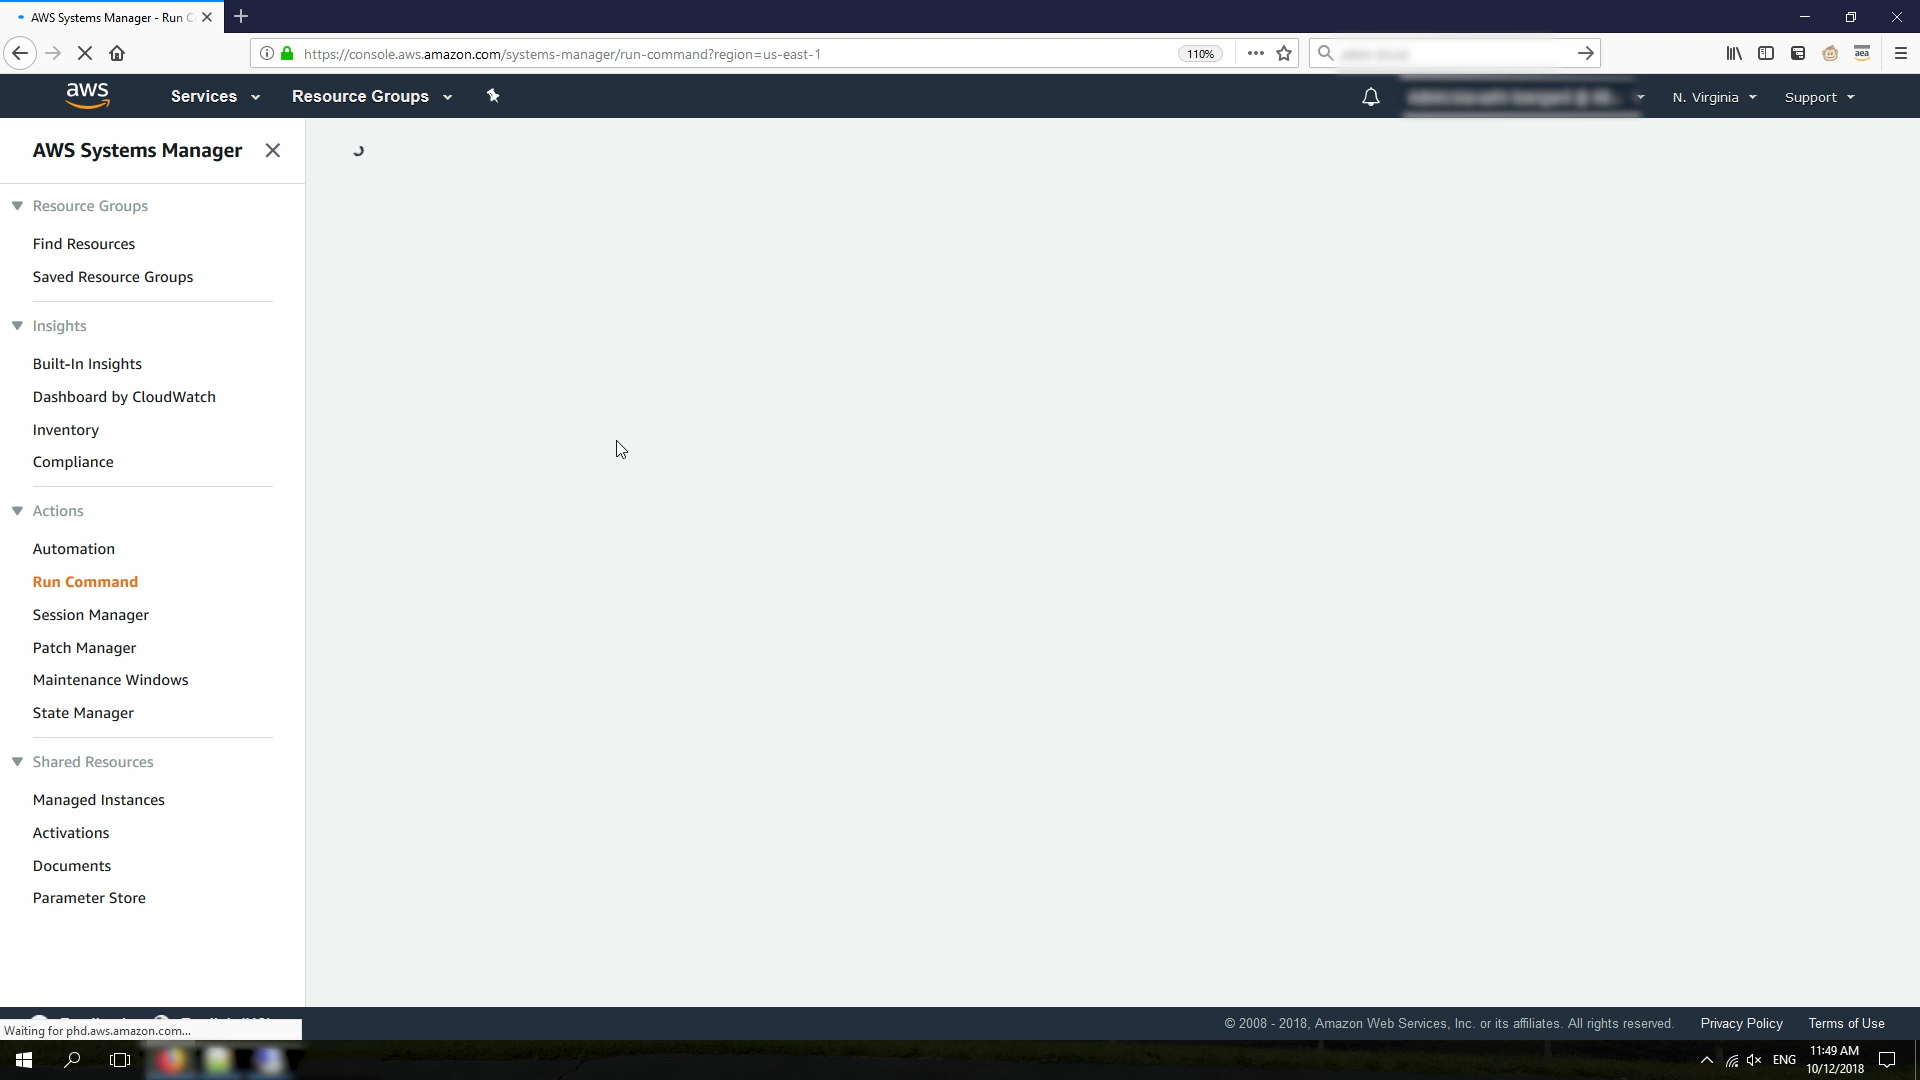 AWS Systems Manager - Run C
https://console.aws.amazon.com/systems-manager/run-command?region=us-east-1
110%
aea
aws
Services
Resource Groups
N. Virginia
Support
AWS Systems Manager
Resource Groups
Find Resources
Saved Resource Groups
Insights
Built-In Insights
Dashboard by CloudWatch
Inventory
Compliance
Actions
Automation
Run Command
Session Manager
Patch Manager
Maintenance Windows
State Manager
Shared Resources
Managed Instances
Activations
Documents
Parameter Store
© 2008 - 2018, Amazon Web Services, Inc. or its affiliates. All rights reserved.
Privacy Policy
Terms of Use
Waiting for phd.aws.amazon.com...
ENG
11:49 AM
10/12/2018